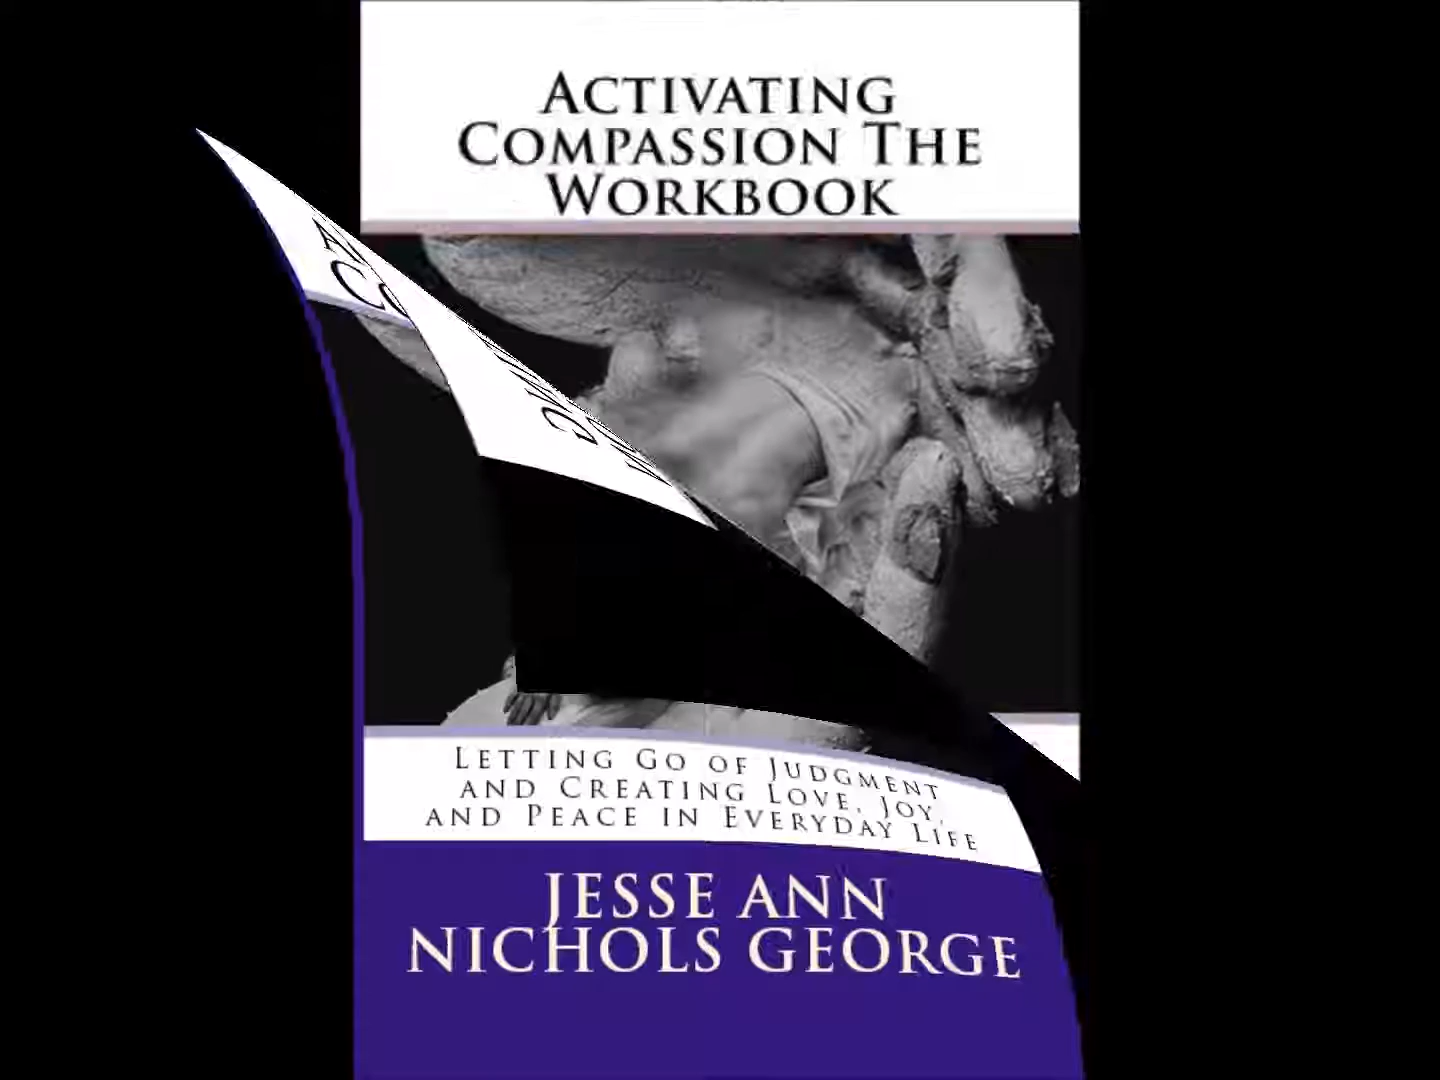 ACTIVATING
COMPASSION THE
WORKBOOK
LETTING GO OF JUDGMENT
AND CREATING LOVE, JOY,
AND PEACE IN EVERYDAY LIFE
JESSE ANN
NICHOLS GEORGE